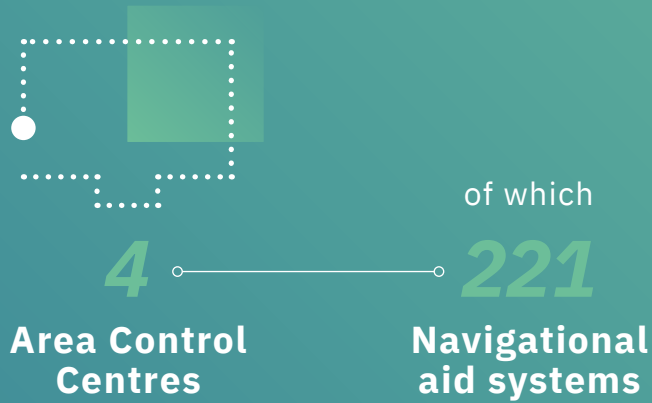 of which
4
221
Area Control
Centres
Navigational
aid systems